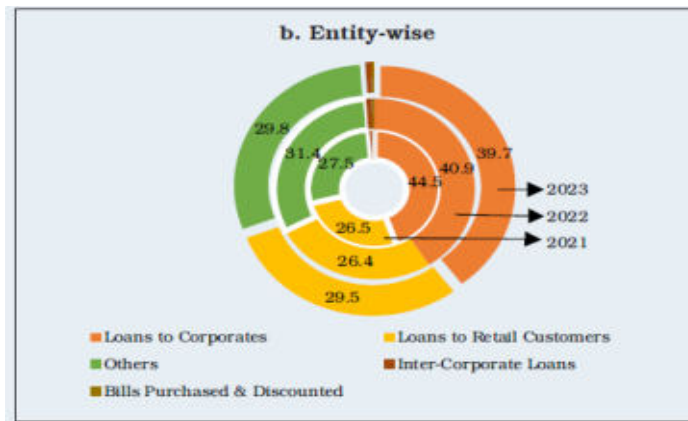 b. Entity-wise
29.8
31.4
27.5
44.5
40.9
39.7
2023
2022
2021
26.5
26.4
29.5
Loans to Corporates
Loans to Retail Customers
Others
Inter-Corporate Loans
Bills Purchased & Discounted